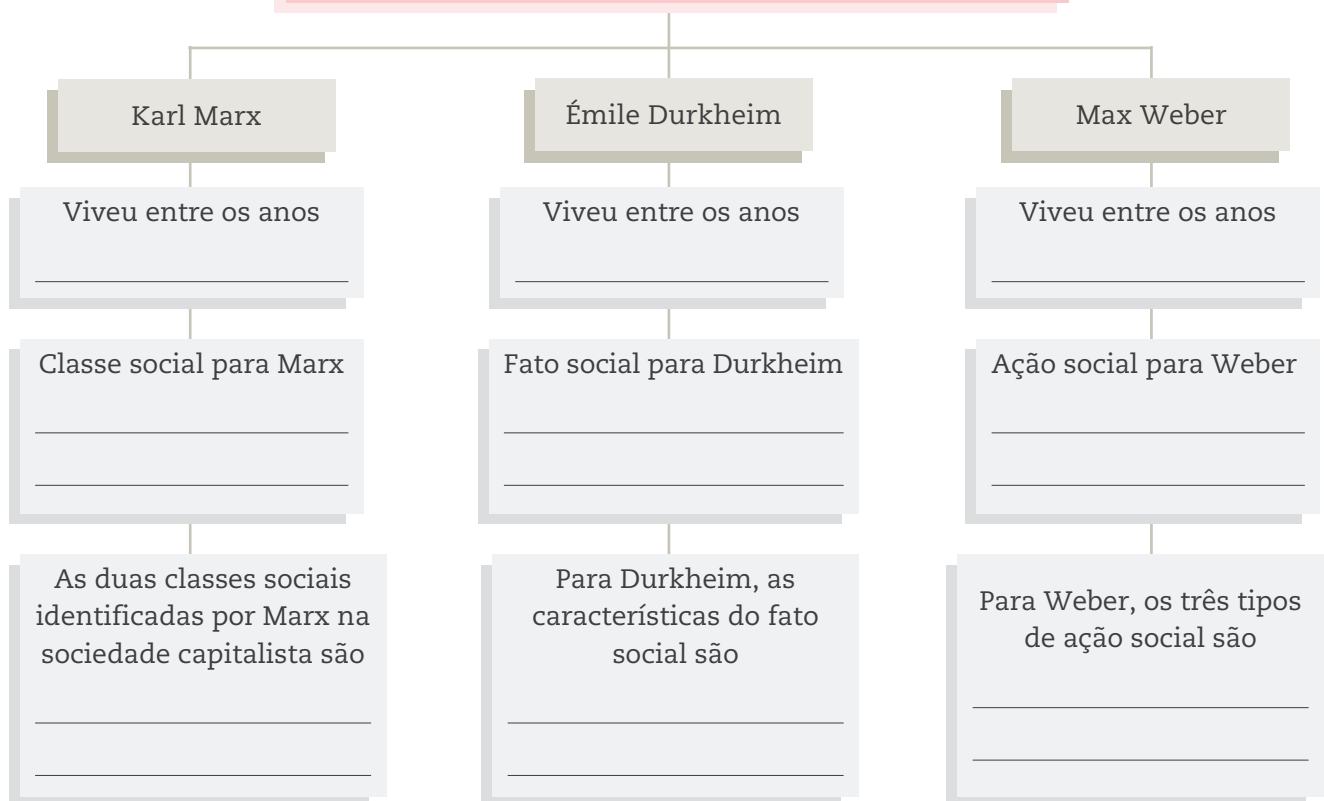 Karl Marx
Émile Durkheim
Max Weber
Viveu entre os anos
Viveu entre os anos
Viveu entre os anos
Classe social para Marx
Fato social para Durkheim
Ação social para Weber
As duas classes sociais
identificadas por Marx na
sociedade capitalista são
Para Durkheim, as
características do fato
social são
Para Weber, os três tipos
de ação social são